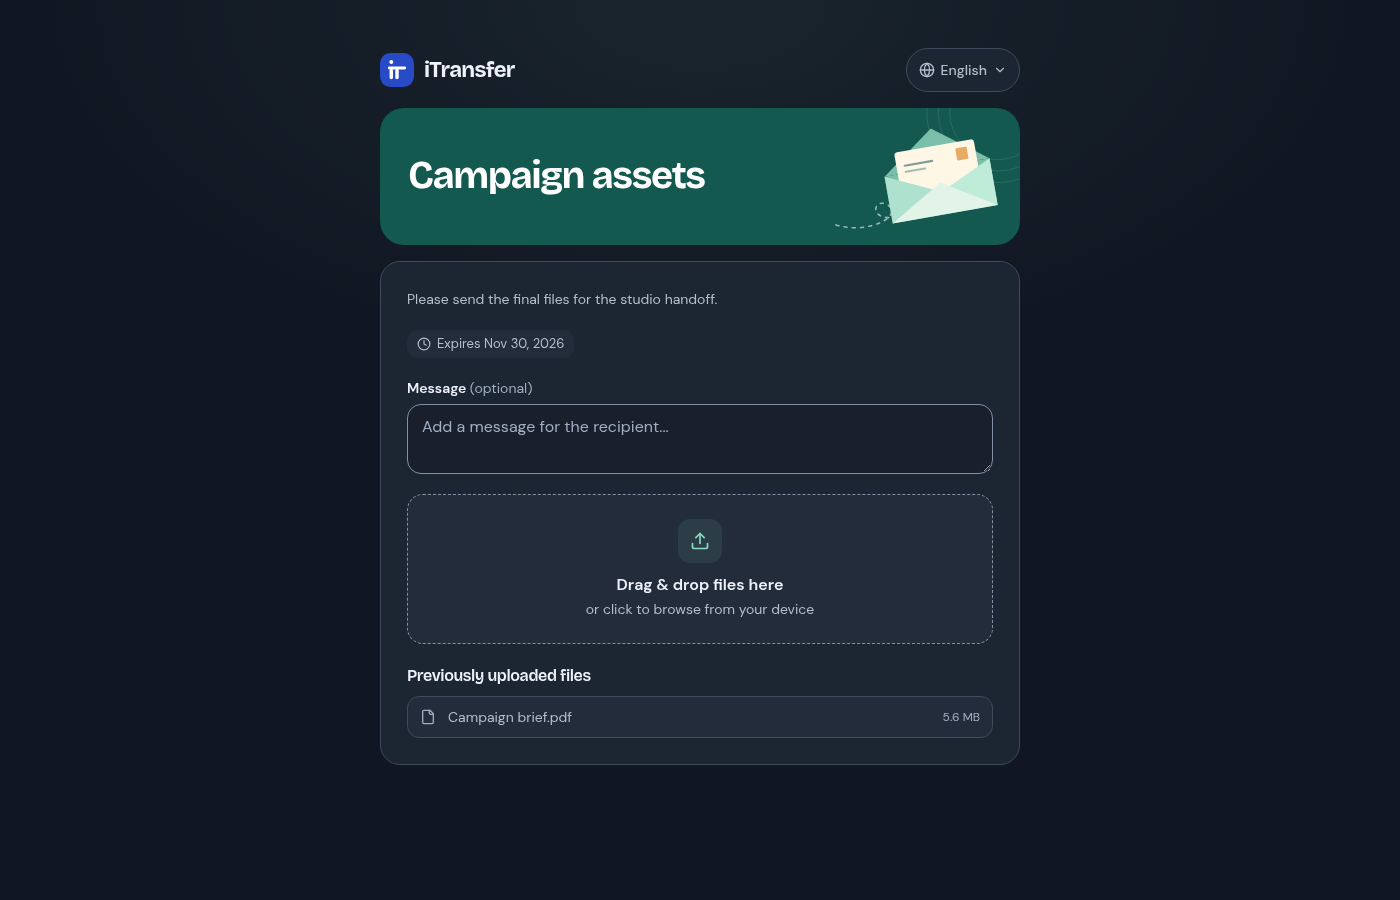 iTransfer
English
Campaign assets
Please send the final files for the studio handoff.
Expires Nov 30, 2026
Message (optional)
Add a message for the recipient...
Drag & drop files here
or click to browse from your device
Previously uploaded files
Campaign brief.pdf
5.6 MB